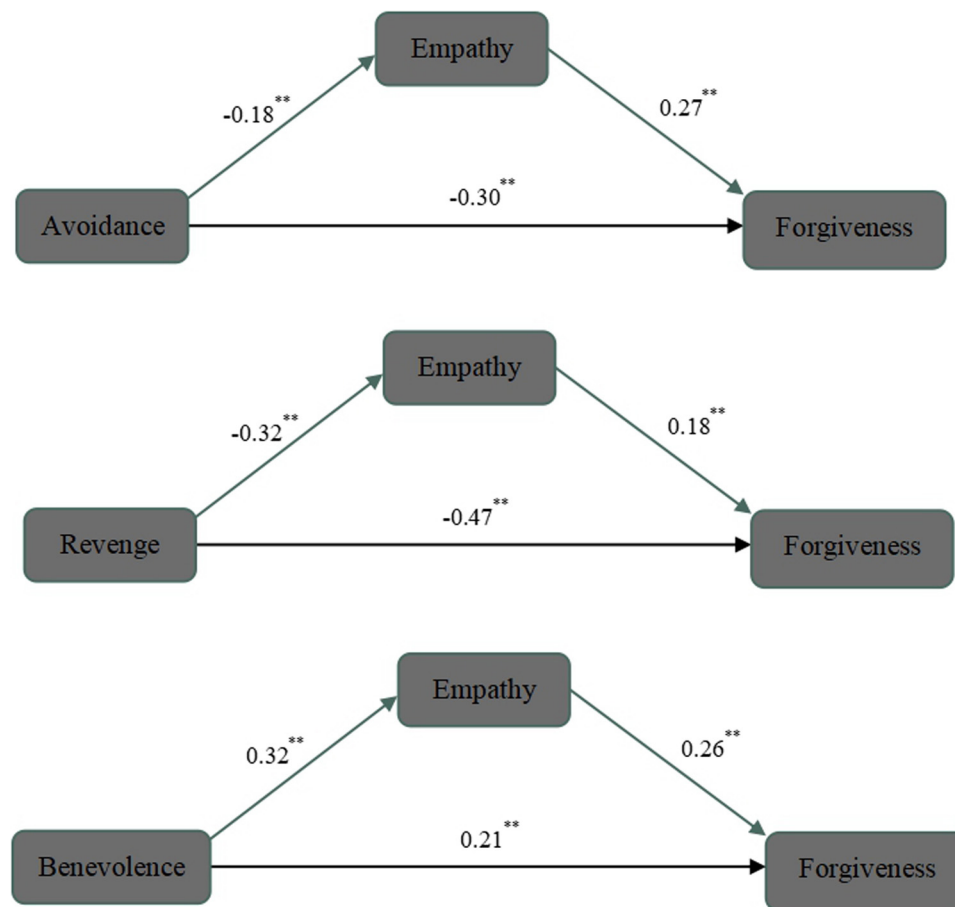 Empathy
-0.18**
0.27**
-0.30**
Avoidance
Forgiveness
Empathy
-0.32**
0.18**
-0.47**
Revenge
Forgiveness
Empathy
0.32**
0.26**
0.21**
Benevolence
Forgiveness